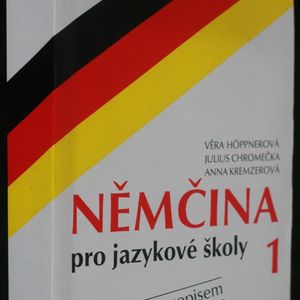 VĚRA HÖPPNEROVÁ
JULIUS CHROMEČKA
ANNA KREMZEROVÁ
NĚMČINA
pro jazykové školy 1